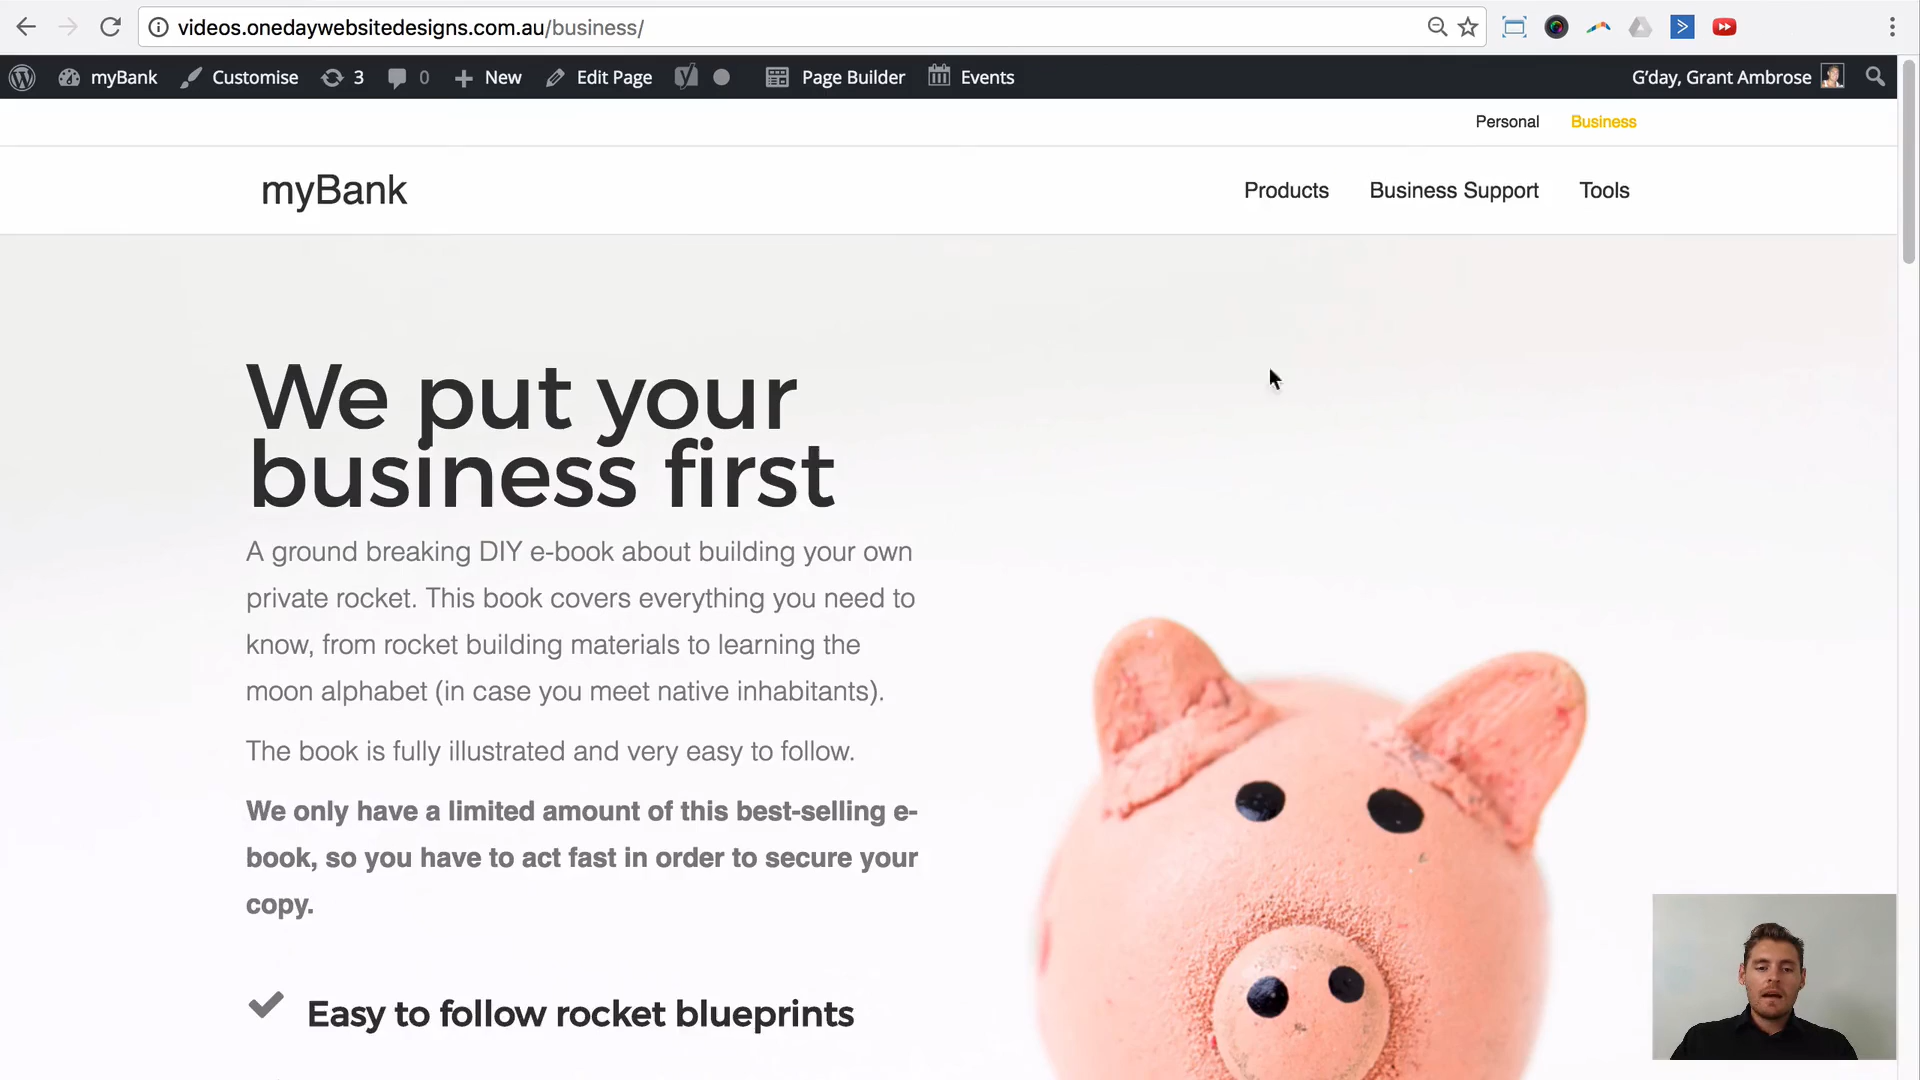 videos.onedaywebsitedesigns.com.au/business/
myBank Customise 3 0 New Edit Page Page Builder Events G'day, Grant Ambrose
Personal Business
myBank Products Business Support Tools
We put your
business first
A ground breaking DIY e-book about building your own
private rocket. This book covers everything you need to
know, from rocket building materials to learning the
moon alphabet (in case you meet native inhabitants).
The book is fully illustrated and very easy to follow.
We only have a limited amount of this best-selling e-
book, so you have to act fast in order to secure your
copy.
Easy to follow rocket blueprints